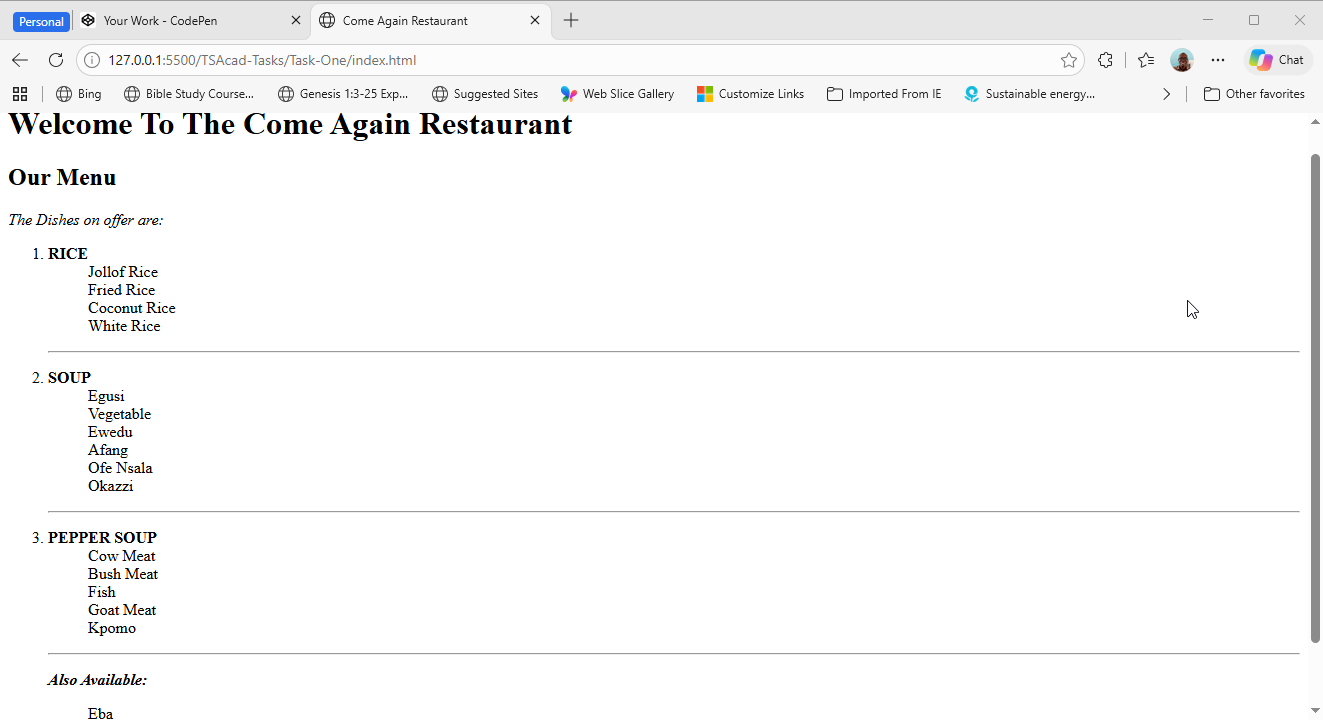 Personal
Your Work - CodePen
Come Again Restaurant
127.0.0.1:5500/TSAcad-Tasks/Task-One/index.html
Chat
Bing
Bible Study Course...
Genesis 1:3-25 Exp...
Suggested Sites
Web Slice Gallery
Customize Links
Imported From IE
Sustainable energy...
Other favorites
Welcome To The Come Again Restaurant
Our Menu
The Dishes on offer are:
1. RICE
Jollof Rice
Fried Rice
Coconut Rice
White Rice
2. SOUP
Egusi
Vegetable
Ewedu
Afang
Ofe Nsala
Okazzi
3. PEPPER SOUP
Cow Meat
Bush Meat
Fish
Goat Meat
Kpomo
Also Available:
Eba